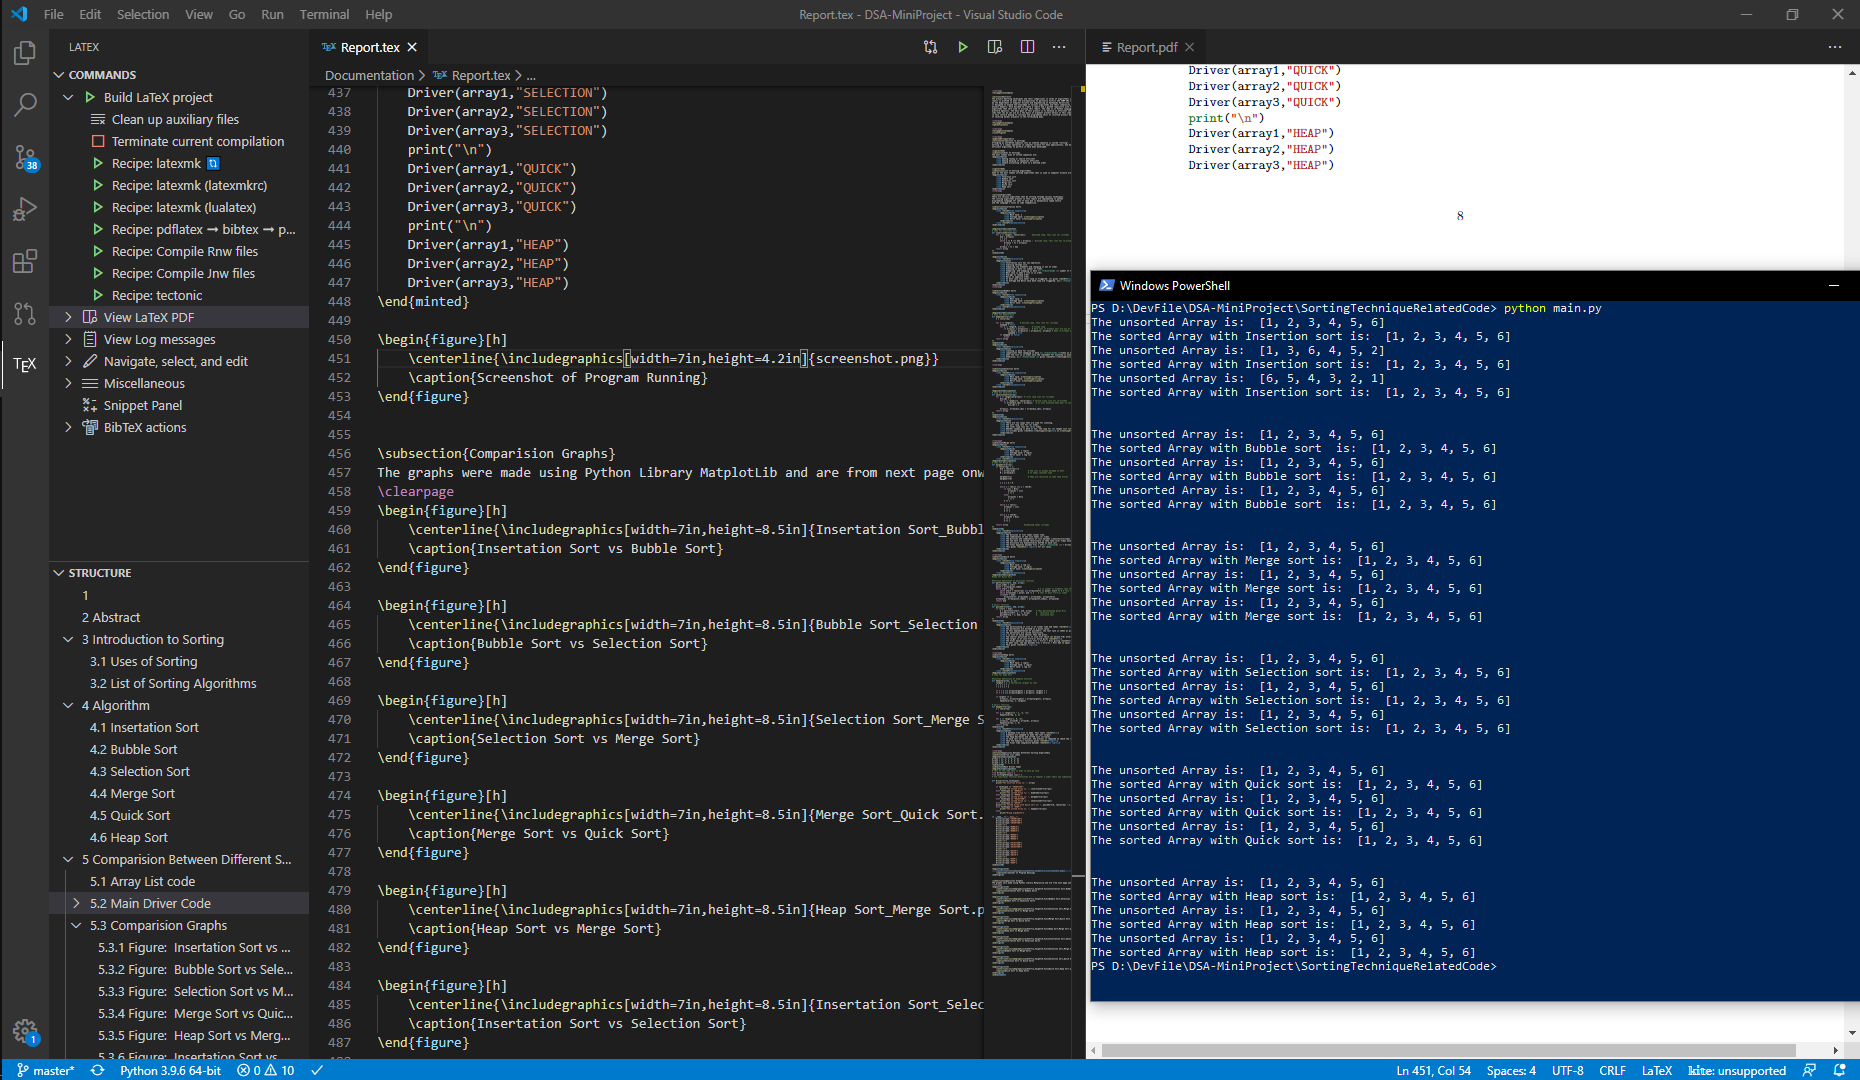 File Edit Selection View Go Run Terminal Help
Report.tex - DSA-MiniProject - Visual Studio Code
LATEX
COMMANDS
Build LaTeX project
Clean up auxiliary files
Terminate current compilation
Recipe: latexmk
Recipe: latexmk (latexmkrc)
Recipe: latexmk (lualatex)
Recipe: pdflatex → bibtex → p...
Recipe: Compile Rnw files
Recipe: Compile Jnw files
Recipe: tectonic
View LaTeX PDF
View Log messages
Navigate, select, and edit
Miscellaneous
Snippet Panel
BibTeX actions
38
TEX
1
STRUCTURE
1
2 Abstract
3 Introduction to Sorting
3.1 Uses of Sorting
3.2 List of Sorting Algorithms
4 Algorithm
4.1 Insertation Sort
4.2 Bubble Sort
4.3 Selection Sort
4.4 Merge Sort
4.5 Quick Sort
4.6 Heap Sort
5 Comparision Between Different S...
5.1 Array List code
5.2 Main Driver Code
5.3 Comparision Graphs
5.3.1 Figure: Insertation Sort vs ...
5.3.2 Figure: Bubble Sort vs Sele...
5.3.3 Figure: Selection Sort vs M...
5.3.4 Figure: Merge Sort vs Quic...
5.3.5 Figure: Heap Sort vs Merg...
5.3.6 Figure: Insertation Sort vs
TEX Report.tex
Documentation > TEX Report.tex > ...
437 Driver(array1,"SELECTION")
438 Driver(array2,"SELECTION")
439 Driver(array3,"SELECTION")
440 print("\n")
441 Driver(array1,"QUICK")
442 Driver(array2,"QUICK")
443 Driver(array3,"QUICK")
444 print("\n")
445 Driver(array1,"HEAP")
446 Driver(array2,"HEAP")
447 Driver(array3,"HEAP")
448 \end{minted}
449
450 \begin{figure}[h]
451 \centerline{\includegraphics[width=7in,height=4.2in]{screenshot.png}}
452 \caption{Screenshot of Program Running}
453 \end{figure}
454
455
456 \subsection{Comparision Graphs}
457 The graphs were made using Python Library MatplotLib and are from next page onw
458 \clearpage
459 \begin{figure}[h]
460 \centerline{\includegraphics[width=7in,height=8.5in]{Insertation Sort_Bubbl
461 \caption{Insertation Sort vs Bubble Sort}
462 \end{figure}
463
464 \begin{figure}[h]
465 \centerline{\includegraphics[width=7in,height=8.5in]{Bubble Sort_Selection
466 \caption{Bubble Sort vs Selection Sort}
467 \end{figure}
468
469 \begin{figure}[h]
470 \centerline{\includegraphics[width=7in,height=8.5in]{Selection Sort_Merge S
471 \caption{Selection Sort vs Merge Sort}
472 \end{figure}
473
474 \begin{figure}[h]
475 \centerline{\includegraphics[width=7in,height=8.5in]{Merge Sort_Quick Sort.
476 \caption{Merge Sort vs Quick Sort}
477 \end{figure}
478
479 \begin{figure}[h]
480 \centerline{\includegraphics[width=7in,height=8.5in]{Heap Sort_Merge Sort.p
481 \caption{Heap Sort vs Merge Sort}
482 \end{figure}
483
484 \begin{figure}[h]
485 \centerline{\includegraphics[width=7in,height=8.5in]{Insertation Sort_Selec
486 \caption{Insertation Sort vs Selection Sort}
487 \end{figure}
Report.pdf
Driver(array1,"QUICK")
Driver(array2,"QUICK")
Driver(array3,"QUICK")
print("\n")
Driver(array1,"HEAP")
Driver(array2,"HEAP")
Driver(array3,"HEAP")
8
Windows PowerShell
PS D:\DevFile\DSA-MiniProject\SortingTechniqueRelatedCode> python main.py
The unsorted Array is: [1, 2, 3, 4, 5, 6]
The sorted Array with Insertion sort is: [1, 2, 3, 4, 5, 6]
The unsorted Array is: [1, 3, 6, 4, 5, 2]
The sorted Array with Insertion sort is: [1, 2, 3, 4, 5, 6]
The unsorted Array is: [6, 5, 4, 3, 2, 1]
The sorted Array with Insertion sort is: [1, 2, 3, 4, 5, 6]
The unsorted Array is: [1, 2, 3, 4, 5, 6]
The sorted Array with Bubble sort is: [1, 2, 3, 4, 5, 6]
The unsorted Array is: [1, 2, 3, 4, 5, 6]
The sorted Array with Bubble sort is: [1, 2, 3, 4, 5, 6]
The unsorted Array is: [1, 2, 3, 4, 5, 6]
The sorted Array with Bubble sort is: [1, 2, 3, 4, 5, 6]
The unsorted Array is: [1, 2, 3, 4, 5, 6]
The sorted Array with Merge sort is: [1, 2, 3, 4, 5, 6]
The unsorted Array is: [1, 2, 3, 4, 5, 6]
The sorted Array with Merge sort is: [1, 2, 3, 4, 5, 6]
The unsorted Array is: [1, 2, 3, 4, 5, 6]
The sorted Array with Merge sort is: [1, 2, 3, 4, 5, 6]
The unsorted Array is: [1, 2, 3, 4, 5, 6]
The sorted Array with Selection sort is: [1, 2, 3, 4, 5, 6]
The unsorted Array is: [1, 2, 3, 4, 5, 6]
The sorted Array with Selection sort is: [1, 2, 3, 4, 5, 6]
The unsorted Array is: [1, 2, 3, 4, 5, 6]
The sorted Array with Selection sort is: [1, 2, 3, 4, 5, 6]
The unsorted Array is: [1, 2, 3, 4, 5, 6]
The sorted Array with Quick sort is: [1, 2, 3, 4, 5, 6]
The unsorted Array is: [1, 2, 3, 4, 5, 6]
The sorted Array with Quick sort is: [1, 2, 3, 4, 5, 6]
The unsorted Array is: [1, 2, 3, 4, 5, 6]
The sorted Array with Quick sort is: [1, 2, 3, 4, 5, 6]
The unsorted Array is: [1, 2, 3, 4, 5, 6]
The sorted Array with Heap sort is: [1, 2, 3, 4, 5, 6]
The unsorted Array is: [1, 2, 3, 4, 5, 6]
The sorted Array with Heap sort is: [1, 2, 3, 4, 5, 6]
The unsorted Array is: [1, 2, 3, 4, 5, 6]
The sorted Array with Heap sort is: [1, 2, 3, 4, 5, 6]
PS D:\DevFile\DSA-MiniProject\SortingTechniqueRelatedCode>
master* Python 3.9.6 64-bit 0 10 Ln 451, Col 54 Spaces: 4 UTF-8 CRLF LaTeX kite: unsupported